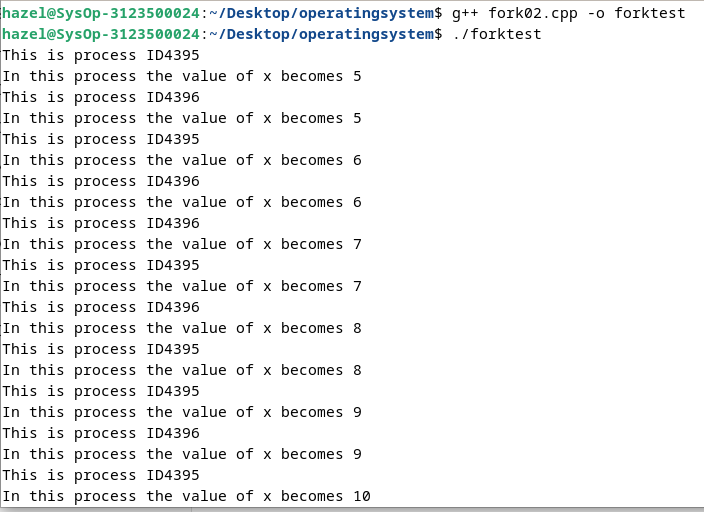 hazel@SysOp-3123500024:~/Desktop/operatingsystem$ g++ fork02.cpp -o forktest
hazel@SysOp-3123500024:~/Desktop/operatingsystem$ ./forktest
This is process ID4395
In this process the value of x becomes 5
This is process ID4396
In this process the value of x becomes 5
This is process ID4395
In this process the value of x becomes 6
This is process ID4396
In this process the value of x becomes 6
This is process ID4396
In this process the value of x becomes 7
This is process ID4395
In this process the value of x becomes 7
This is process ID4396
In this process the value of x becomes 8
This is process ID4395
In this process the value of x becomes 8
This is process ID4395
In this process the value of x becomes 9
This is process ID4396
In this process the value of x becomes 9
This is process ID4395
In this process the value of x becomes 10